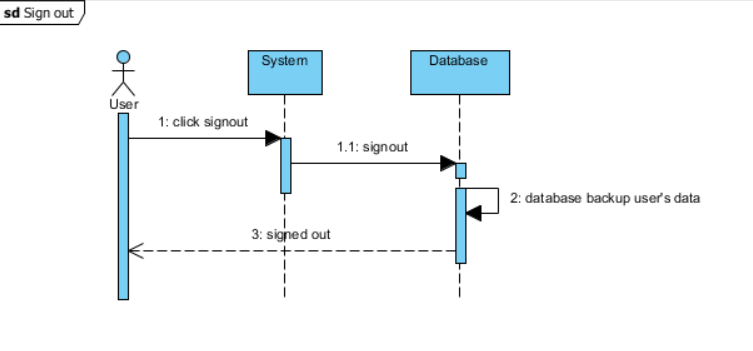 sd Sign out
System
Database
User
1: click signout
1.1: signout
2: database backup user's data
3: signed out